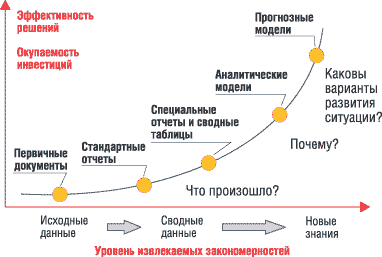 Эффективность
решений
Окупаемость
инвестиций
Прогнозные
модели
Аналитические
модели
Каковы
варианты
развития
ситуации?
Специальные
отчеты и сводные
таблицы
Почему?
Стандартные
отчеты
Первичные
документы
Что произошло?
Исходные
данные
Сводные
данные
Новые
знания
Уровень извлекаемых закономерностей